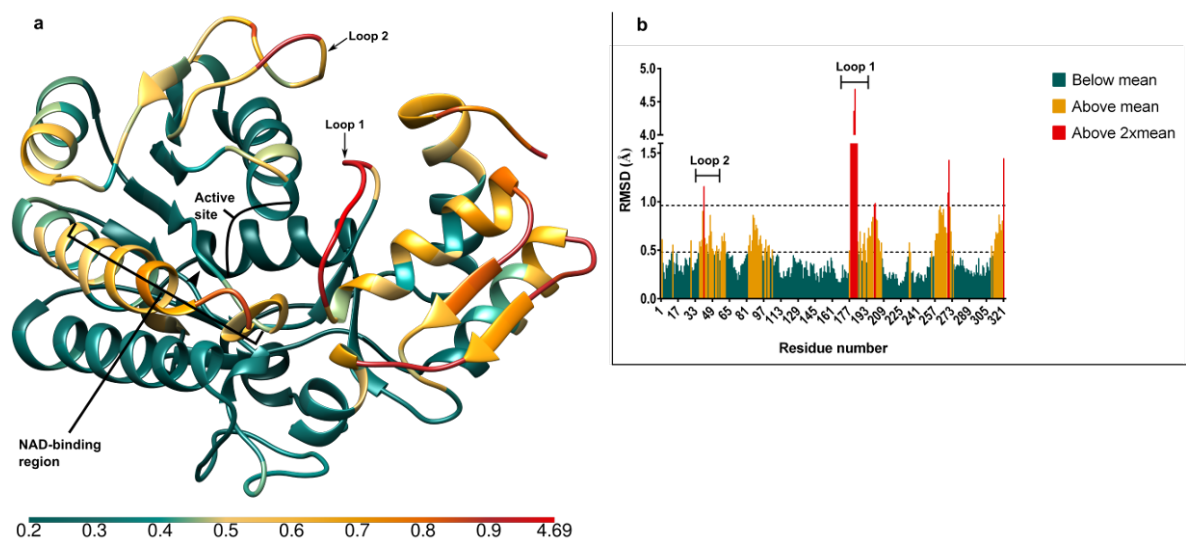 a
Loop 2
Loop 1
Active
site
NAD-binding
region
0.2 0.3 0.4 0.5 0.6 0.7 0.8 0.9 4.69
b
Loop 1
Loop 2
5.0
4.5
4.0
1.5
1.0
0.5
0.0
RMSD (Å)
1 17 33 49 65 81 97 113 129 145 161 177 193 209 225 241 257 273 289 305 321
Residue number
Below mean
Above mean
Above 2xmean